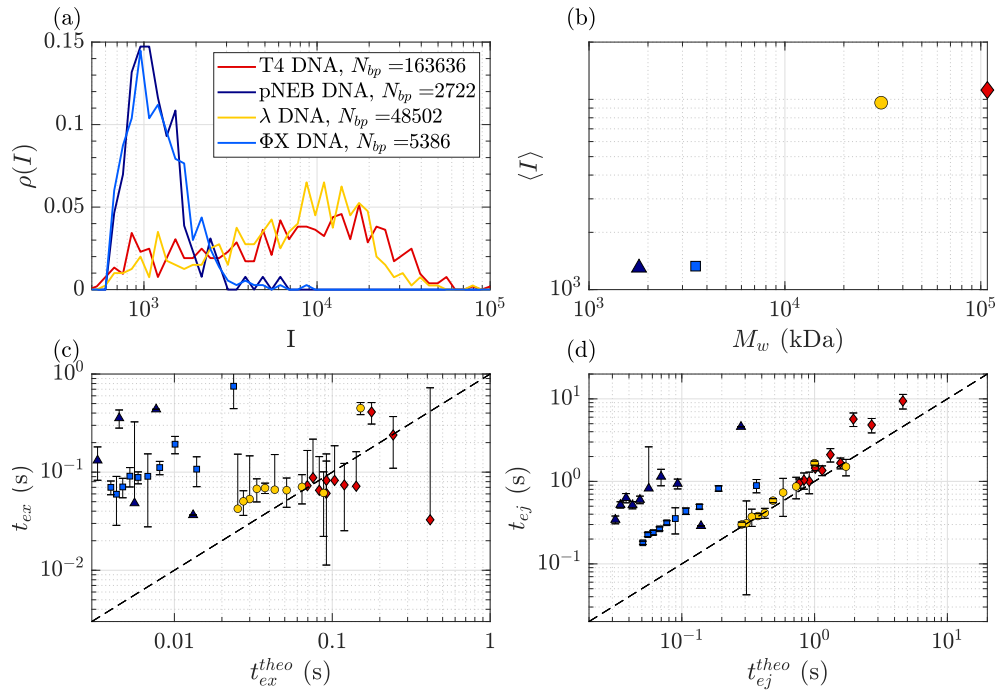 (a)
0.15
0.1
0.05
0
ρ(I)
10^3
10^4
10^5
I
T4 DNA, N_bp =163636
pNEB DNA, N_bp =2722
λ DNA, N_bp =48502
ΦX DNA, N_bp =5386
(b)
⟨I⟩
10^3
10^3
10^4
10^5
M_w (kDa)
(c)
10^0
10^-1
10^-2
t_ex (s)
0.01
0.1
1
t_ex^theo (s)
(d)
10^1
10^0
10^-1
t_ej (s)
10^-1
10^0
10^1
t_ej^theo (s)